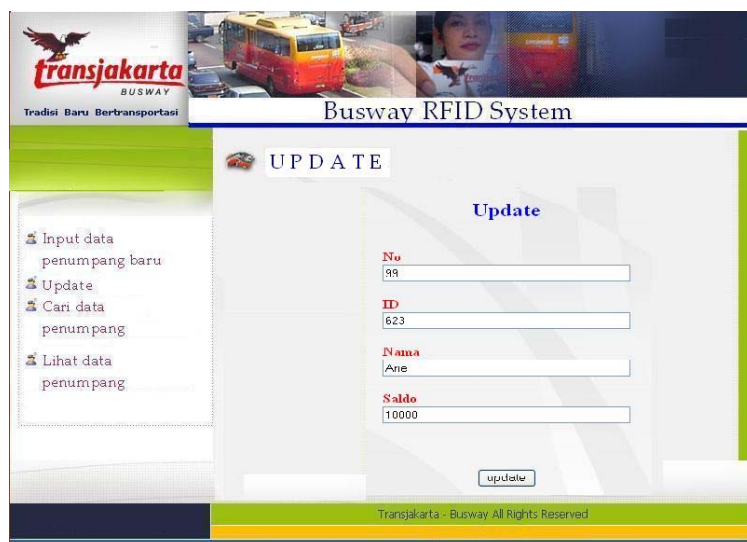 transjakarta
BUSWAY
Tradisi Baru Bertransportasi
Busway RFID System
UPDATE
Input data
penumpang baru
Update
Cari data
penumpang
Lihat data
penumpang
Update
No
99
ID
623
Nama
Arie
Saldo
10000
update
Transjakarta - Busway All Rights Reserved